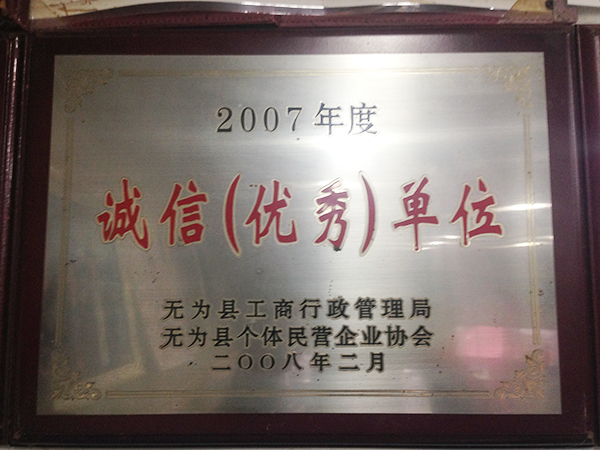 2007年度
诚信(优秀)单位
无为县工商行政管理局
无为县个体民营企业协会
二〇〇八年二月